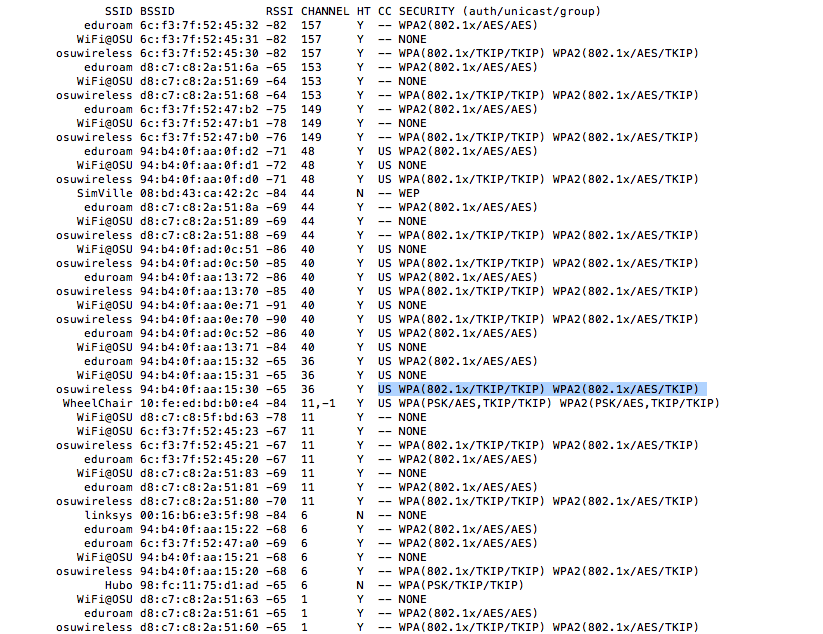 SSID BSSID RSSI CHANNEL HT CC SECURITY (auth/unicast/group)
eduroam 6c:f3:7f:52:45:32 -82 157 Y -- WPA2(802.1x/AES/AES)
WiFi@OSU 6c:f3:7f:52:45:31 -82 157 Y -- NONE
osuwireless 6c:f3:7f:52:45:30 -82 157 Y -- WPA(802.1x/TKIP/TKIP) WPA2(802.1x/AES/TKIP)
eduroam d8:c7:c8:2a:51:6a -65 153 Y -- WPA2(802.1x/AES/AES)
WiFi@OSU d8:c7:c8:2a:51:69 -64 153 Y -- NONE
osuwireless d8:c7:c8:2a:51:68 -64 153 Y -- WPA(802.1x/TKIP/TKIP) WPA2(802.1x/AES/TKIP)
eduroam 6c:f3:7f:52:47:b2 -75 149 Y -- WPA2(802.1x/AES/AES)
WiFi@OSU 6c:f3:7f:52:47:b1 -78 149 Y -- NONE
osuwireless 6c:f3:7f:52:47:b0 -76 149 Y -- WPA(802.1x/TKIP/TKIP) WPA2(802.1x/AES/TKIP)
eduroam 94:b4:0f:aa:0f:d2 -71 48 Y US WPA2(802.1x/AES/AES)
WiFi@OSU 94:b4:0f:aa:0f:d1 -72 48 Y US NONE
osuwireless 94:b4:0f:aa:0f:d0 -71 48 Y US WPA(802.1x/TKIP/TKIP) WPA2(802.1x/AES/TKIP)
SimVille 08:bd:43:ca:42:2c -84 44 N -- WEP
eduroam d8:c7:c8:2a:51:8a -69 44 Y -- WPA2(802.1x/AES/AES)
WiFi@OSU d8:c7:c8:2a:51:89 -69 44 Y -- NONE
osuwireless d8:c7:c8:2a:51:88 -69 44 Y -- WPA(802.1x/TKIP/TKIP) WPA2(802.1x/AES/TKIP)
WiFi@OSU 94:b4:0f:ad:0c:51 -86 40 Y US NONE
osuwireless 94:b4:0f:ad:0c:50 -85 40 Y US WPA(802.1x/TKIP/TKIP) WPA2(802.1x/AES/TKIP)
eduroam 94:b4:0f:aa:13:72 -86 40 Y US WPA2(802.1x/AES/AES)
osuwireless 94:b4:0f:aa:13:70 -85 40 Y US WPA(802.1x/TKIP/TKIP) WPA2(802.1x/AES/TKIP)
WiFi@OSU 94:b4:0f:aa:0e:71 -91 40 Y US NONE
osuwireless 94:b4:0f:aa:0e:70 -90 40 Y US WPA(802.1x/TKIP/TKIP) WPA2(802.1x/AES/TKIP)
eduroam 94:b4:0f:ad:0c:52 -86 40 Y US WPA2(802.1x/AES/AES)
WiFi@OSU 94:b4:0f:aa:13:71 -84 40 Y US NONE
eduroam 94:b4:0f:aa:15:32 -65 36 Y US WPA2(802.1x/AES/AES)
WiFi@OSU 94:b4:0f:aa:15:31 -65 36 Y US NONE
osuwireless 94:b4:0f:aa:15:30 -65 36 Y US WPA(802.1x/TKIP/TKIP) WPA2(802.1x/AES/TKIP)
WheelChair 10:fe:ed:bd:b0:e4 -84 11,-1 Y US WPA(PSK/AES,TKIP/TKIP) WPA2(PSK/AES,TKIP/TKIP)
WiFi@OSU d8:c7:c8:5f:bd:63 -78 11 Y -- NONE
WiFi@OSU 6c:f3:7f:52:45:23 -67 11 Y -- NONE
osuwireless 6c:f3:7f:52:45:21 -67 11 Y -- WPA(802.1x/TKIP/TKIP) WPA2(802.1x/AES/TKIP)
eduroam 6c:f3:7f:52:45:20 -67 11 Y -- WPA2(802.1x/AES/AES)
WiFi@OSU d8:c7:c8:2a:51:83 -69 11 Y -- NONE
eduroam d8:c7:c8:2a:51:81 -69 11 Y -- WPA2(802.1x/AES/AES)
osuwireless d8:c7:c8:2a:51:80 -70 11 Y -- WPA(802.1x/TKIP/TKIP) WPA2(802.1x/AES/TKIP)
linksys 00:16:b6:e3:5f:98 -84 6 N -- NONE
eduroam 94:b4:0f:aa:15:22 -68 6 Y -- WPA2(802.1x/AES/AES)
eduroam 6c:f3:7f:52:47:a0 -69 6 Y -- WPA2(802.1x/AES/AES)
WiFi@OSU 94:b4:0f:aa:15:21 -68 6 Y -- NONE
osuwireless 94:b4:0f:aa:15:20 -68 6 Y -- WPA(802.1x/TKIP/TKIP) WPA2(802.1x/AES/TKIP)
Hubo 98:fc:11:75:d1:ad -65 6 N -- WPA(PSK/TKIP/TKIP)
WiFi@OSU d8:c7:c8:2a:51:63 -65 1 Y -- NONE
eduroam d8:c7:c8:2a:51:61 -65 1 Y -- WPA2(802.1x/AES/AES)
osuwireless d8:c7:c8:2a:51:60 -65 1 Y -- WPA(802.1x/TKIP/TKIP) WPA2(802.1x/AES/TKIP)